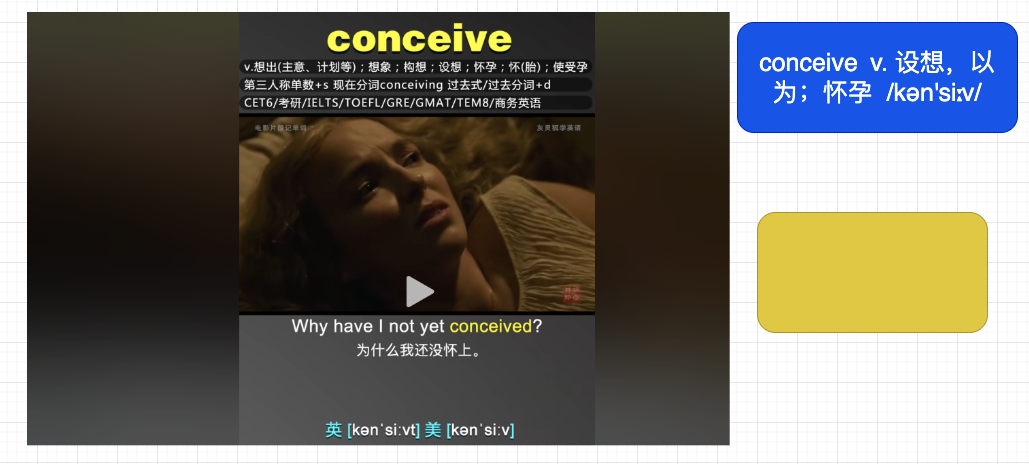 conceive
v.想出(主意、计划等)；想象；构想；设想；怀孕；怀(胎)；使受孕
第三人称单数+s 现在分词conceiving 过去式/过去分词+d
CET6/考研/IELTS/TOEFL/GRE/GMAT/TEM8/商务英语
电影片段记单词
灰男明学英语
Why have I not yet conceived?
为什么我还没怀上。
英 [kənˈsiːvt] 美 [kənˈsiːv]
conceive v. 设想，以
为；怀孕 /kən'siːv/